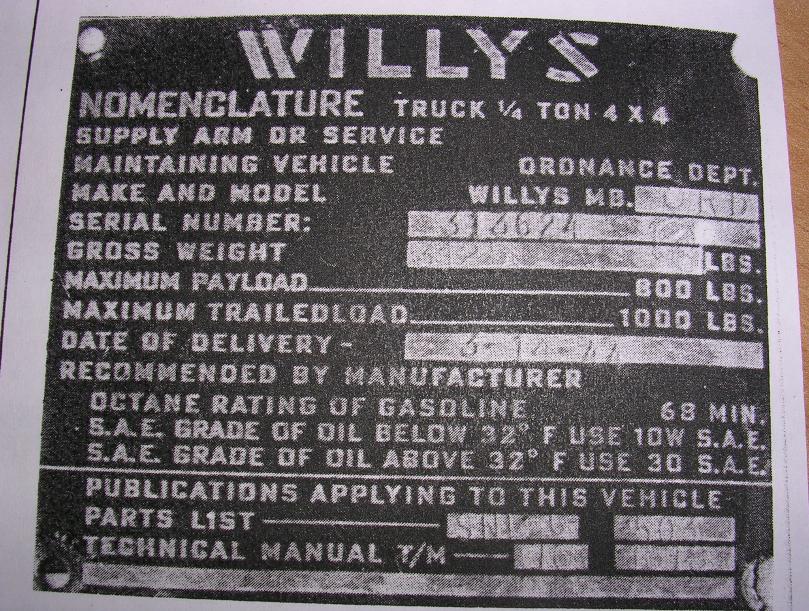 WILLYS
NOMENCLATURE TRUCK 1/4 TON 4 X 4
SUPPLY ARM OR SERVICE
MAINTAINING VEHICLE ORDNANCE DEPT.
MAKE AND MODEL WILLYS MB.
SERIAL NUMBER:
GROSS WEIGHT LBS.
MAXIMUM PAYLOAD 800 LBS.
MAXIMUM TRAILEDLOAD 1000 LBS.
DATE OF DELIVERY - 6-14-44
RECOMMENDED BY MANUFACTURER
OCTANE RATING OF GASOLINE 68 MIN.
S.A.E. GRADE OF OIL BELOW 32° F USE 10W S.A.E.
S.A.E. GRADE OF OIL ABOVE 32° F USE 30 S.A.E.
PUBLICATIONS APPLYING TO THIS VEHICLE
PARTS LIST
TECHNICAL MANUAL T/M